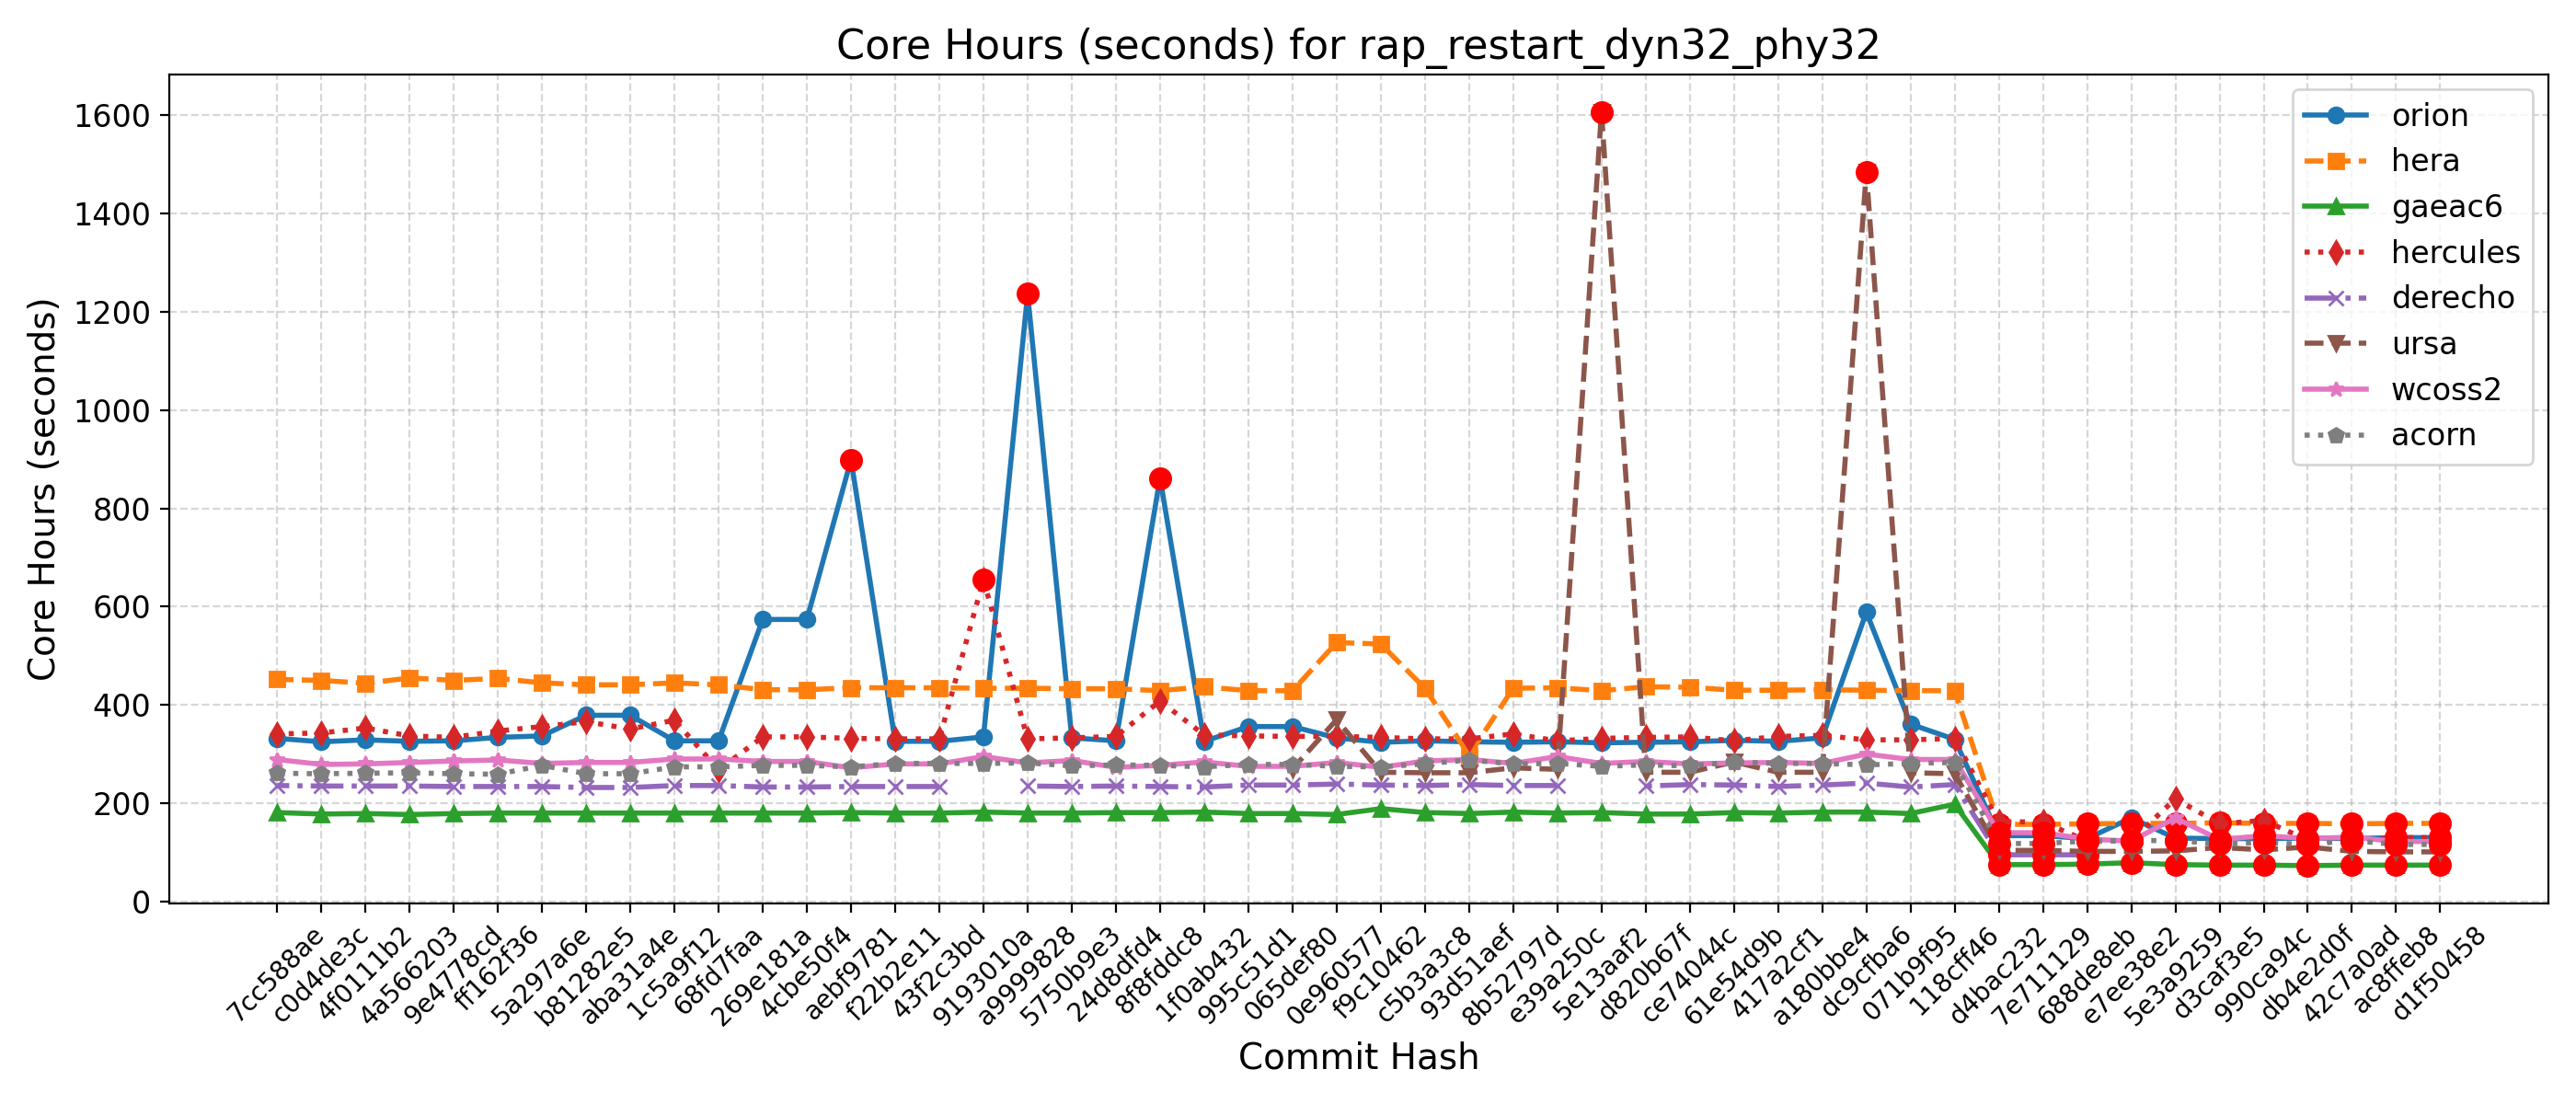 Core Hours (seconds) for rap_restart_dyn32_phy32
Core Hours (seconds)
1600
1400
1200
1000
800
600
400
200
0
orion
hera
gaeac6
hercules
derecho
ursa
wcoss2
acorn
7cc588ae
c0d4de3c
4f0111b2
4a566203
9e4778cd
ff162f36
5a297a6e
b81282e5
aba31a4e
1c5a9f12
68fd7faa
269e181a
4cbe50f4
aebf9781
f22b2e11
43f2c3bd
9193010a
a9999828
5750b9e3
24d8dfd4
8f8fddc8
1f0ab432
995c51d1
065def80
0e960577
f9c10462
c5b3a3c8
93d51aef
8b52797d
e39a250c
5e13aaf2
d820b67f
ce74044c
61e54d9b
417a2cf1
a180bbe4
dc9cfba6
071b9f95
118cff46
d4bac232
7e711129
688de8eb
e7ee38e2
5e3a9259
d3caf3e5
990ca94c
db4e2d0f
42c7a0ad
ac8ffeb8
d1f50458
Commit Hash